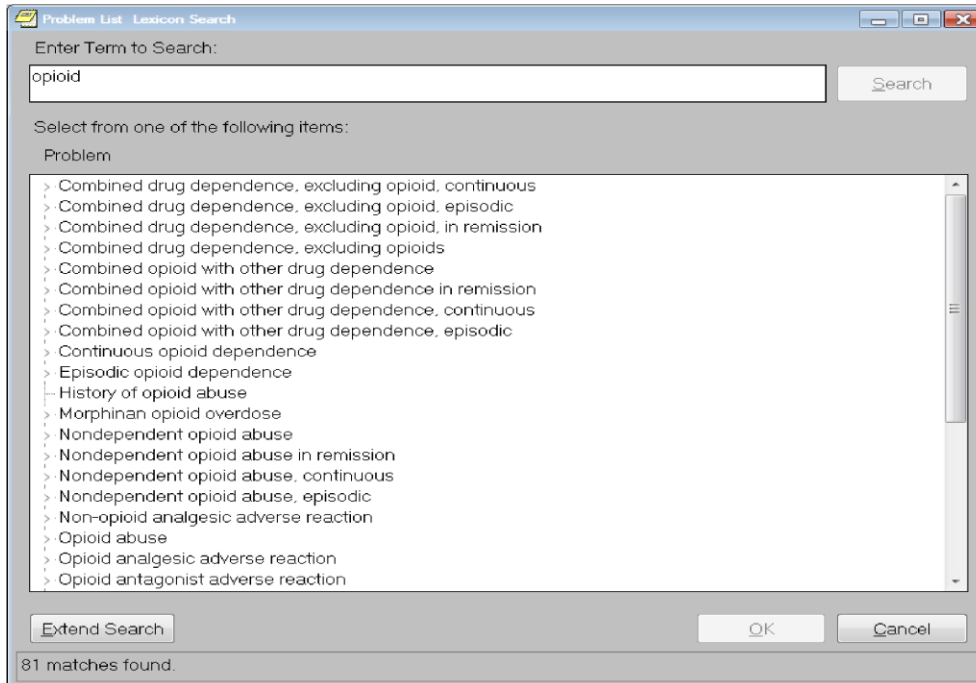 Problem List Lexicon Search
Enter Term to Search:
opioid
Search
Select from one of the following items:
Problem
Combined drug dependence, excluding opioid, continuous
Combined drug dependence, excluding opioid, episodic
Combined drug dependence, excluding opioid, in remission
Combined drug dependence, excluding opioids
Combined opioid with other drug dependence
Combined opioid with other drug dependence in remission
Combined opioid with other drug dependence, continuous
Combined opioid with other drug dependence, episodic
Continuous opioid dependence
Episodic opioid dependence
History of opioid abuse
Morphinan opioid overdose
Nondependent opioid abuse
Nondependent opioid abuse in remission
Nondependent opioid abuse, continuous
Nondependent opioid abuse, episodic
Non-opioid analgesic adverse reaction
Opioid abuse
Opioid analgesic adverse reaction
Opioid antagonist adverse reaction
Extend Search
OK
Cancel
81 matches found.